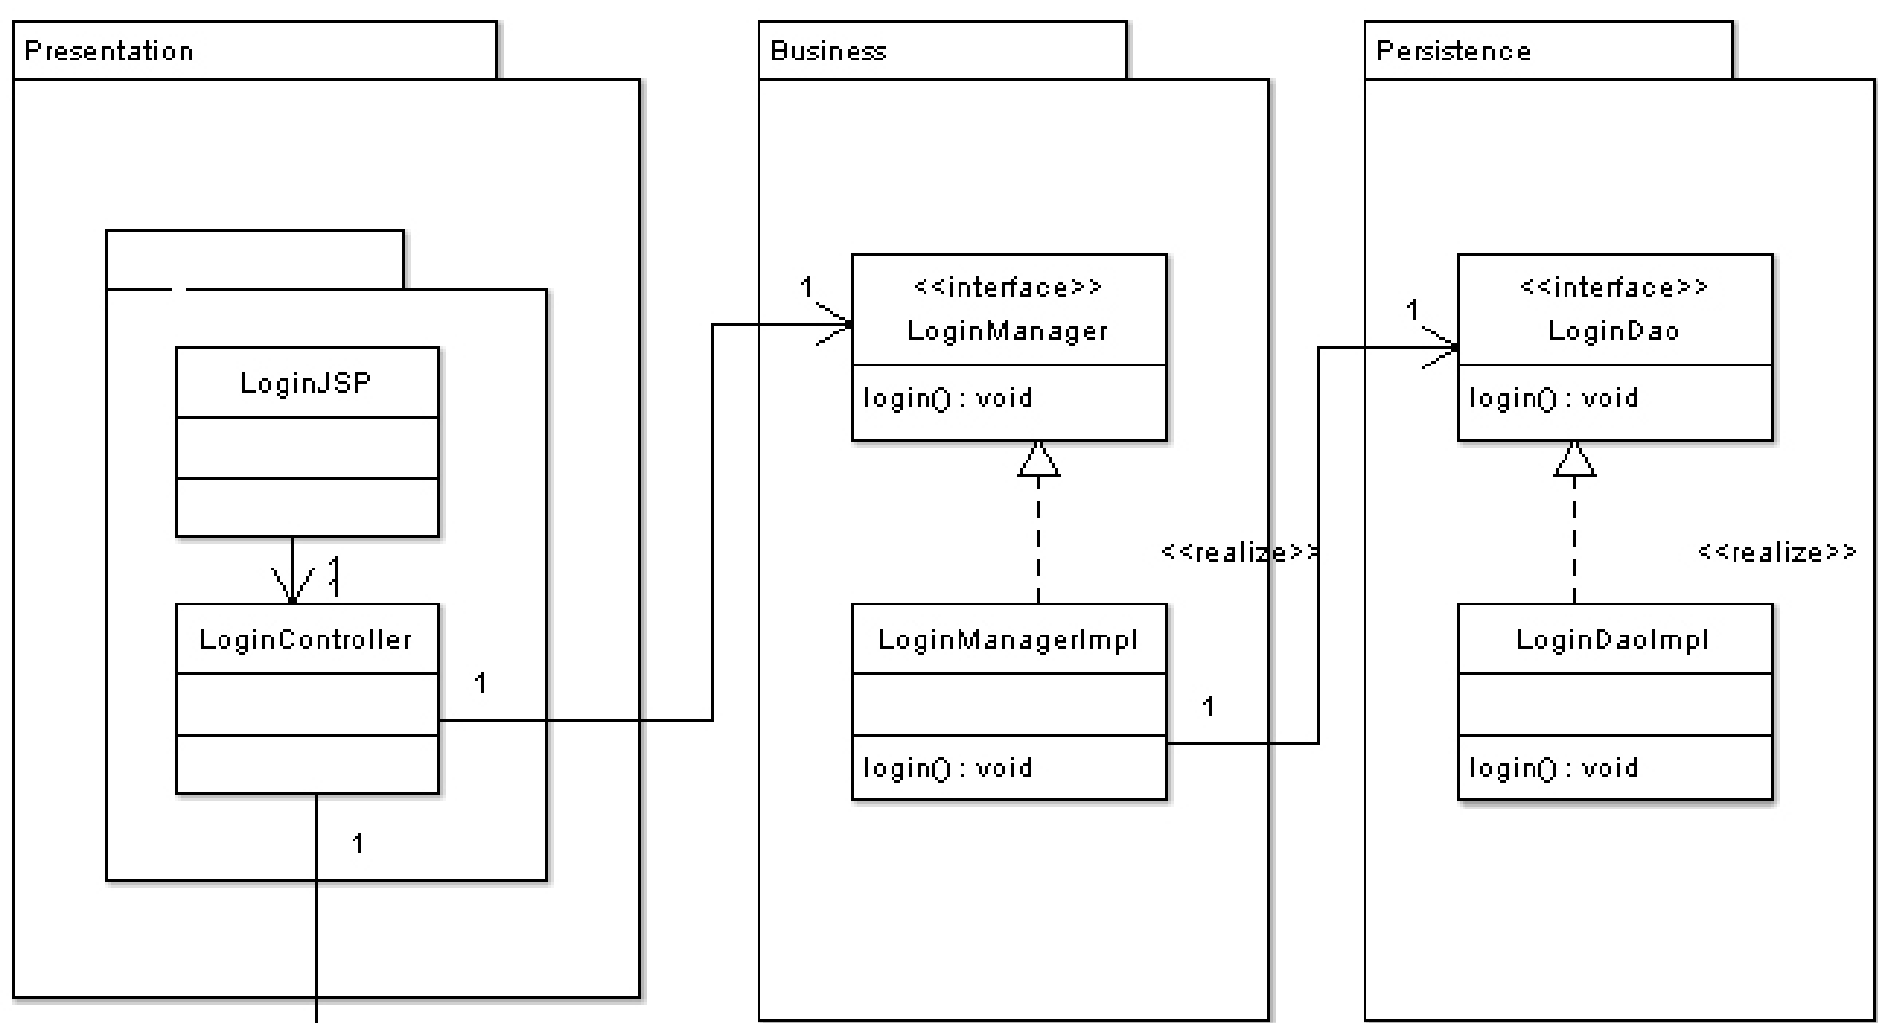 Presentation
LoginJSP
1
1
LoginController
1
1
Business
1
<<interface>>
LoginManager
login() : void
<<realize>>
LoginManagerImpl
1
login() : void
Persistence
1
<<interface>>
LoginDao
login() : void
<<realize>>
LoginDaoImpl
login() : void